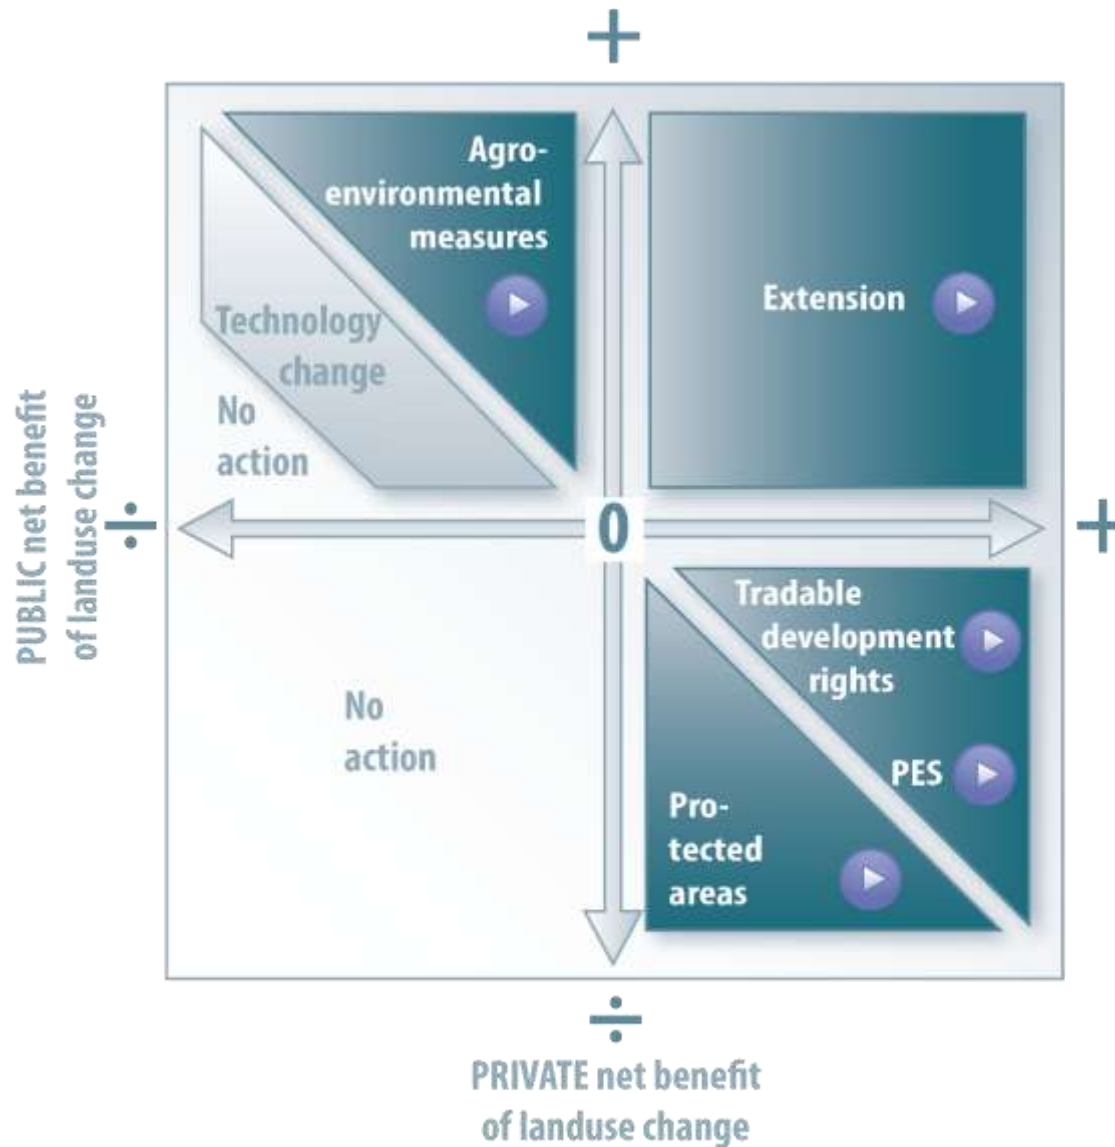 +
Agro-
environmental
measures
Extension
Technology
change
No
action
PUBLIC net benefit
of landuse change
÷
0
+
Tradable
development
rights
No
action
PES
Pro-
tected
areas
÷
PRIVATE net benefit
of landuse change